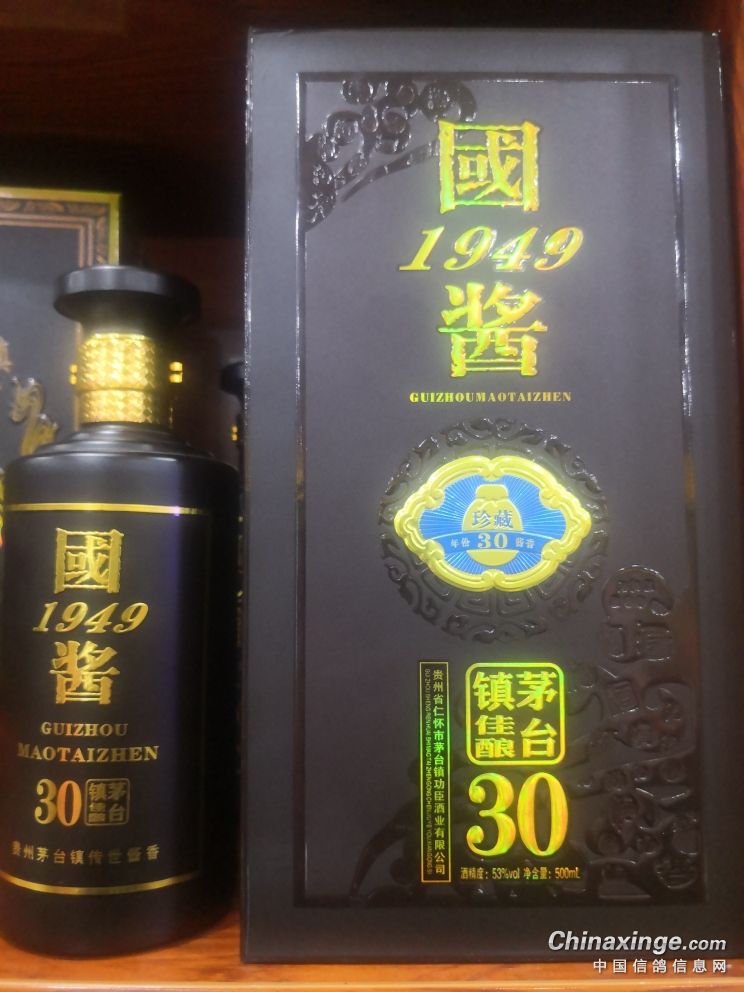 國
1949
酱
GUIZHOUMAOTAIZHEN
珍藏
年份 30 酱香
茅台
镇
佳酿
30
贵州省仁怀市茅台镇功臣酒业有限公司
酒精度：53%vol 净含量：500mL
國
1949
酱
GUIZHOU
MAOTAIZHEN
30
茅台
镇
佳酿
贵州茅台镇传世酱香
Chinaxinge.com
中国信鸽信息网